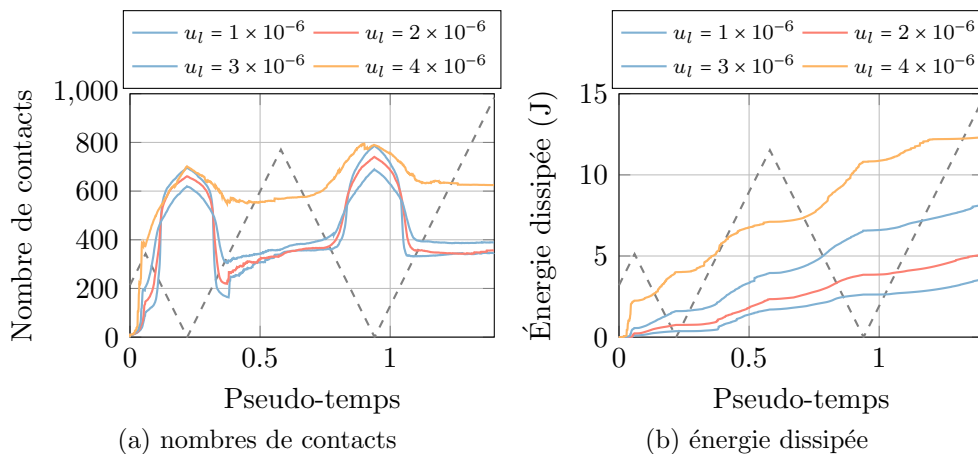 u_l = 1 × 10^{-6} u_l = 2 × 10^{-6}
u_l = 3 × 10^{-6} u_l = 4 × 10^{-6}
1,000
800
600
400
200
0
0 0.5 1
Nombre de contacts
Pseudo-temps
(a) nombres de contacts
u_l = 1 × 10^{-6} u_l = 2 × 10^{-6}
u_l = 3 × 10^{-6} u_l = 4 × 10^{-6}
15
10
5
0
0 0.5 1
Énergie dissipée (J)
Pseudo-temps
(b) énergie dissipée